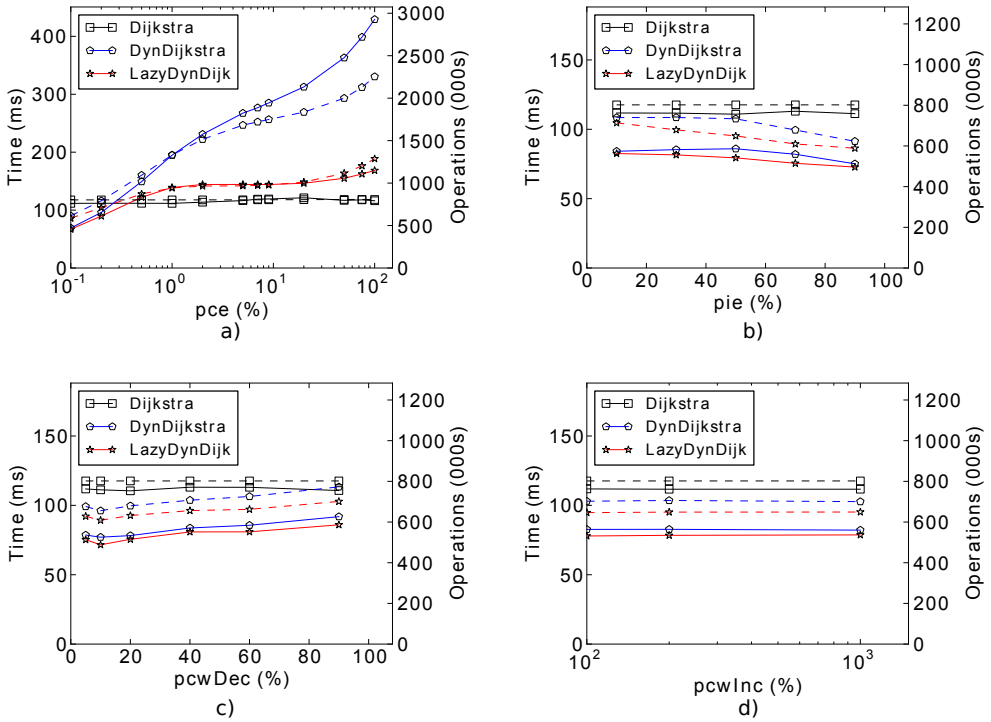 Dijkstra
DynDijkstra
LazyDynDijk
Time (ms)
0
100
200
300
400
Operations (000s)
0
500
1000
1500
2000
2500
3000
10^-1
10^0
10^1
10^2
pce (%)
a)
Dijkstra
DynDijkstra
LazyDynDijk
Time (ms)
0
50
100
150
Operations (000s)
0
200
400
600
800
1000
1200
0
20
40
60
80
100
pie (%)
b)
Dijkstra
DynDijkstra
LazyDynDijk
Time (ms)
0
50
100
150
Operations (000s)
0
200
400
600
800
1000
1200
0
20
40
60
80
100
pcwDec (%)
c)
Dijkstra
DynDijkstra
LazyDynDijk
Time (ms)
0
50
100
150
Operations (000s)
0
200
400
600
800
1000
1200
10^2
10^3
pcwInc (%)
d)